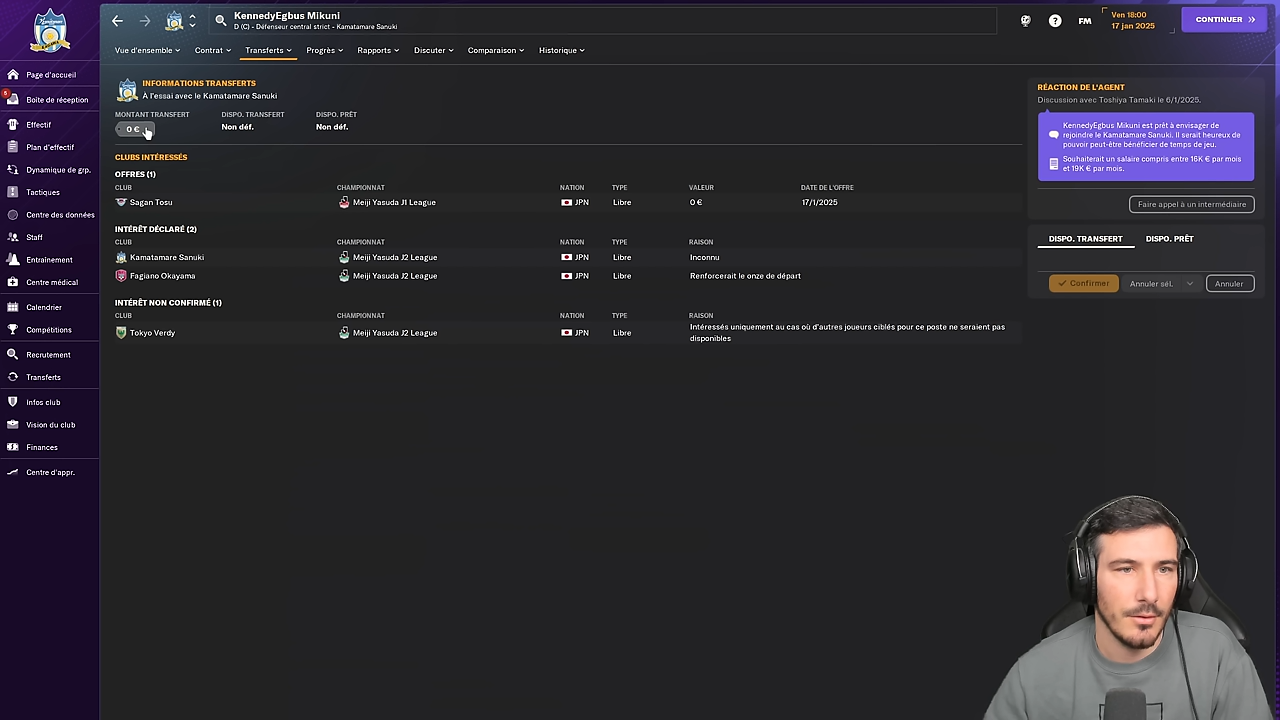 KennedyEgbus Mikuni
D (C) - Défenseur central strict - Kamatamare Sanuki
FM
Ven 18:00
17 jan 2025
CONTINUER
Vue d'ensemble
Contrat
Transferts
Progrès
Rapports
Discuter
Comparaison
Historique
Page d'accueil
6
Boîte de réception
Effectif
Plan d'effectif
Dynamique de grp.
Tactiques
Centre des données
Staff
Entraînement
Centre médical
Calendrier
Compétitions
Recrutement
Transferts
Infos club
Vision du club
Finances
Centre d'appr.
INFORMATIONS TRANSFERTS
À l'essai avec le Kamatamare Sanuki
MONTANT TRANSFERT DISPO. TRANSFERT DISPO. PRÊT
0 € Non déf. Non déf.
CLUBS INTÉRESSÉS
OFFRES (1)
CLUB CHAMPIONNAT NATION TYPE VALEUR DATE DE L'OFFRE
Sagan Tosu Meiji Yasuda J1 League JPN Libre 0 € 17/1/2025
INTÉRÊT DÉCLARÉ (2)
CLUB CHAMPIONNAT NATION TYPE RAISON
Kamatamare Sanuki Meiji Yasuda J2 League JPN Libre Inconnu
Fagiano Okayama Meiji Yasuda J2 League JPN Libre Renforcerait le onze de départ
INTÉRÊT NON CONFIRMÉ (1)
CLUB CHAMPIONNAT NATION TYPE RAISON
Tokyo Verdy Meiji Yasuda J2 League JPN Libre Intéressés uniquement au cas où d'autres joueurs ciblés pour ce poste ne seraient pas
disponibles
RÉACTION DE L'AGENT
Discussion avec Toshiya Tamaki le 6/1/2025.
KennedyEgbus Mikuni est prêt à envisager de
rejoindre le Kamatamare Sanuki. Il serait heureux de
pouvoir peut-être bénéficier de temps de jeu.
Souhaiterait un salaire compris entre 16K € par mois
et 19K € par mois.
Faire appel à un intermédiaire
DISPO. TRANSFERT DISPO. PRÊT
Confirmer Annuler sél. Annuler